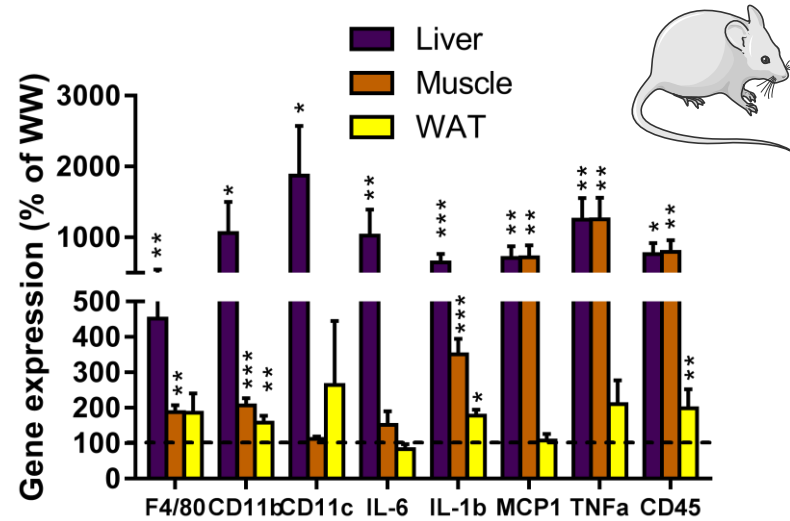 Liver
Muscle
WAT
Gene expression (% of WW)
3000
2000
1000
500
400
300
200
100
0
** * * ** *** ** ** ** ** * **
** *** ** *** * **
F4/80 CD11b CD11c IL-6 IL-1b MCP1 TNFa CD45